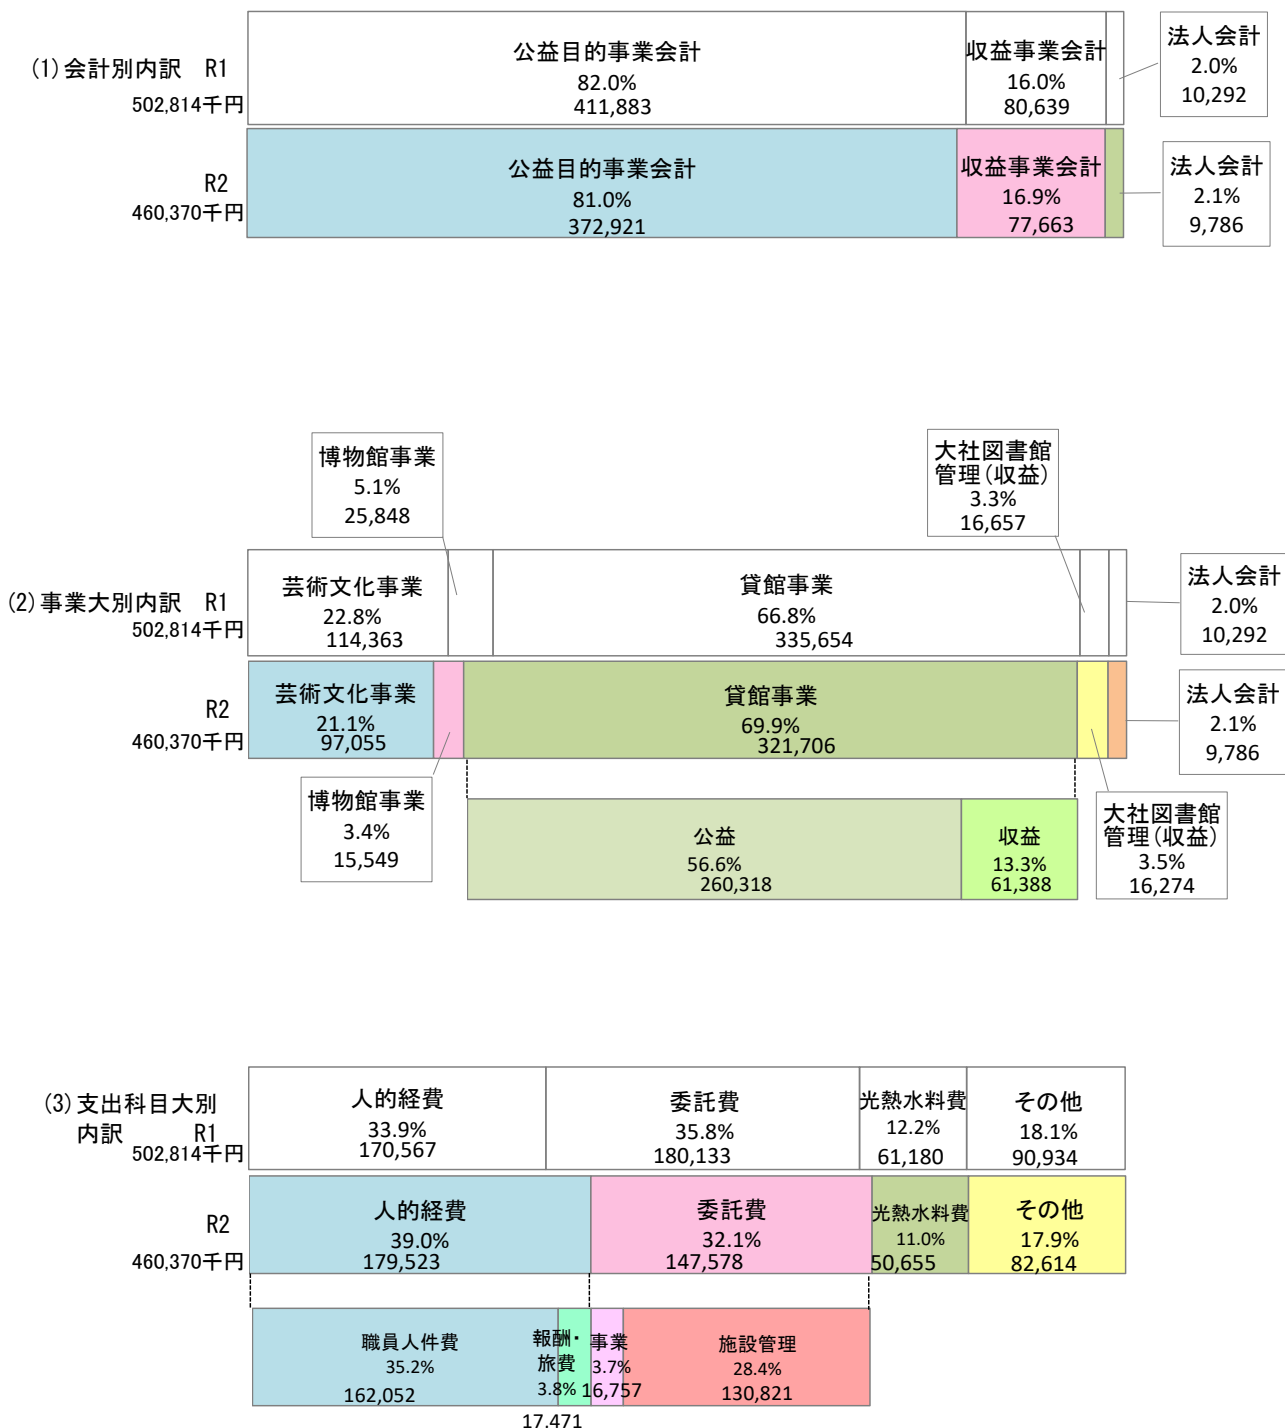 (1)会計別内訳　R1
502,814千円
公益目的事業会計
82.0%
411,883
収益事業会計
16.0%
80,639
法人会計
2.0%
10,292
R2
460,370千円
公益目的事業会計
81.0%
372,921
収益事業会計
16.9%
77,663
法人会計
2.1%
9,786
博物館事業
5.1%
25,848
大社図書館
管理(収益)
3.3%
16,657
(2)事業大別内訳　R1
502,814千円
芸術文化事業
22.8%
114,363
貸館事業
66.8%
335,654
法人会計
2.0%
10,292
R2
460,370千円
芸術文化事業
21.1%
97,055
貸館事業
69.9%
321,706
法人会計
2.1%
9,786
博物館事業
3.4%
15,549
公益
56.6%
260,318
収益
13.3%
61,388
大社図書館
管理(収益)
3.5%
16,274
(3)支出科目大別
内訳　R1
502,814千円
人的経費
33.9%
170,567
委託費
35.8%
180,133
光熱水料費
12.2%
61,180
その他
18.1%
90,934
R2
460,370千円
人的経費
39.0%
179,523
委託費
32.1%
147,578
光熱水料費
11.0%
50,655
その他
17.9%
82,614
職員人件費
35.2%
162,052
報酬・
旅費
3.8%
17,471
事業
3.7%
16,757
施設管理
28.4%
130,821